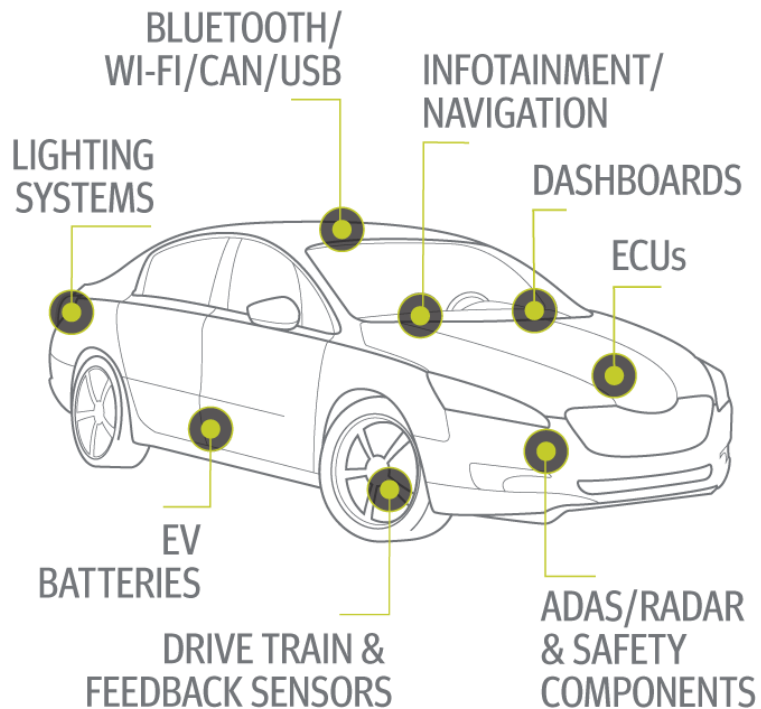 BLUETOOTH/
WI-FI/CAN/USB
INFOTAINMENT/
NAVIGATION
LIGHTING
SYSTEMS
DASHBOARDS
ECUs
EV
BATTERIES
DRIVE TRAIN &
FEEDBACK SENSORS
ADAS/RADAR
& SAFETY
COMPONENTS